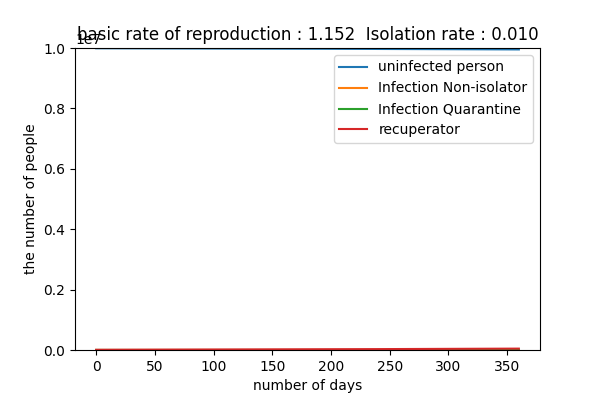 basic rate of reproduction : 1.152  Isolation rate : 0.010
1e7
1.0
0.8
0.6
0.4
0.2
0.0
the number of people
uninfected person
Infection Non-isolator
Infection Quarantine
recuperator
0 50 100 150 200 250 300 350
number of days